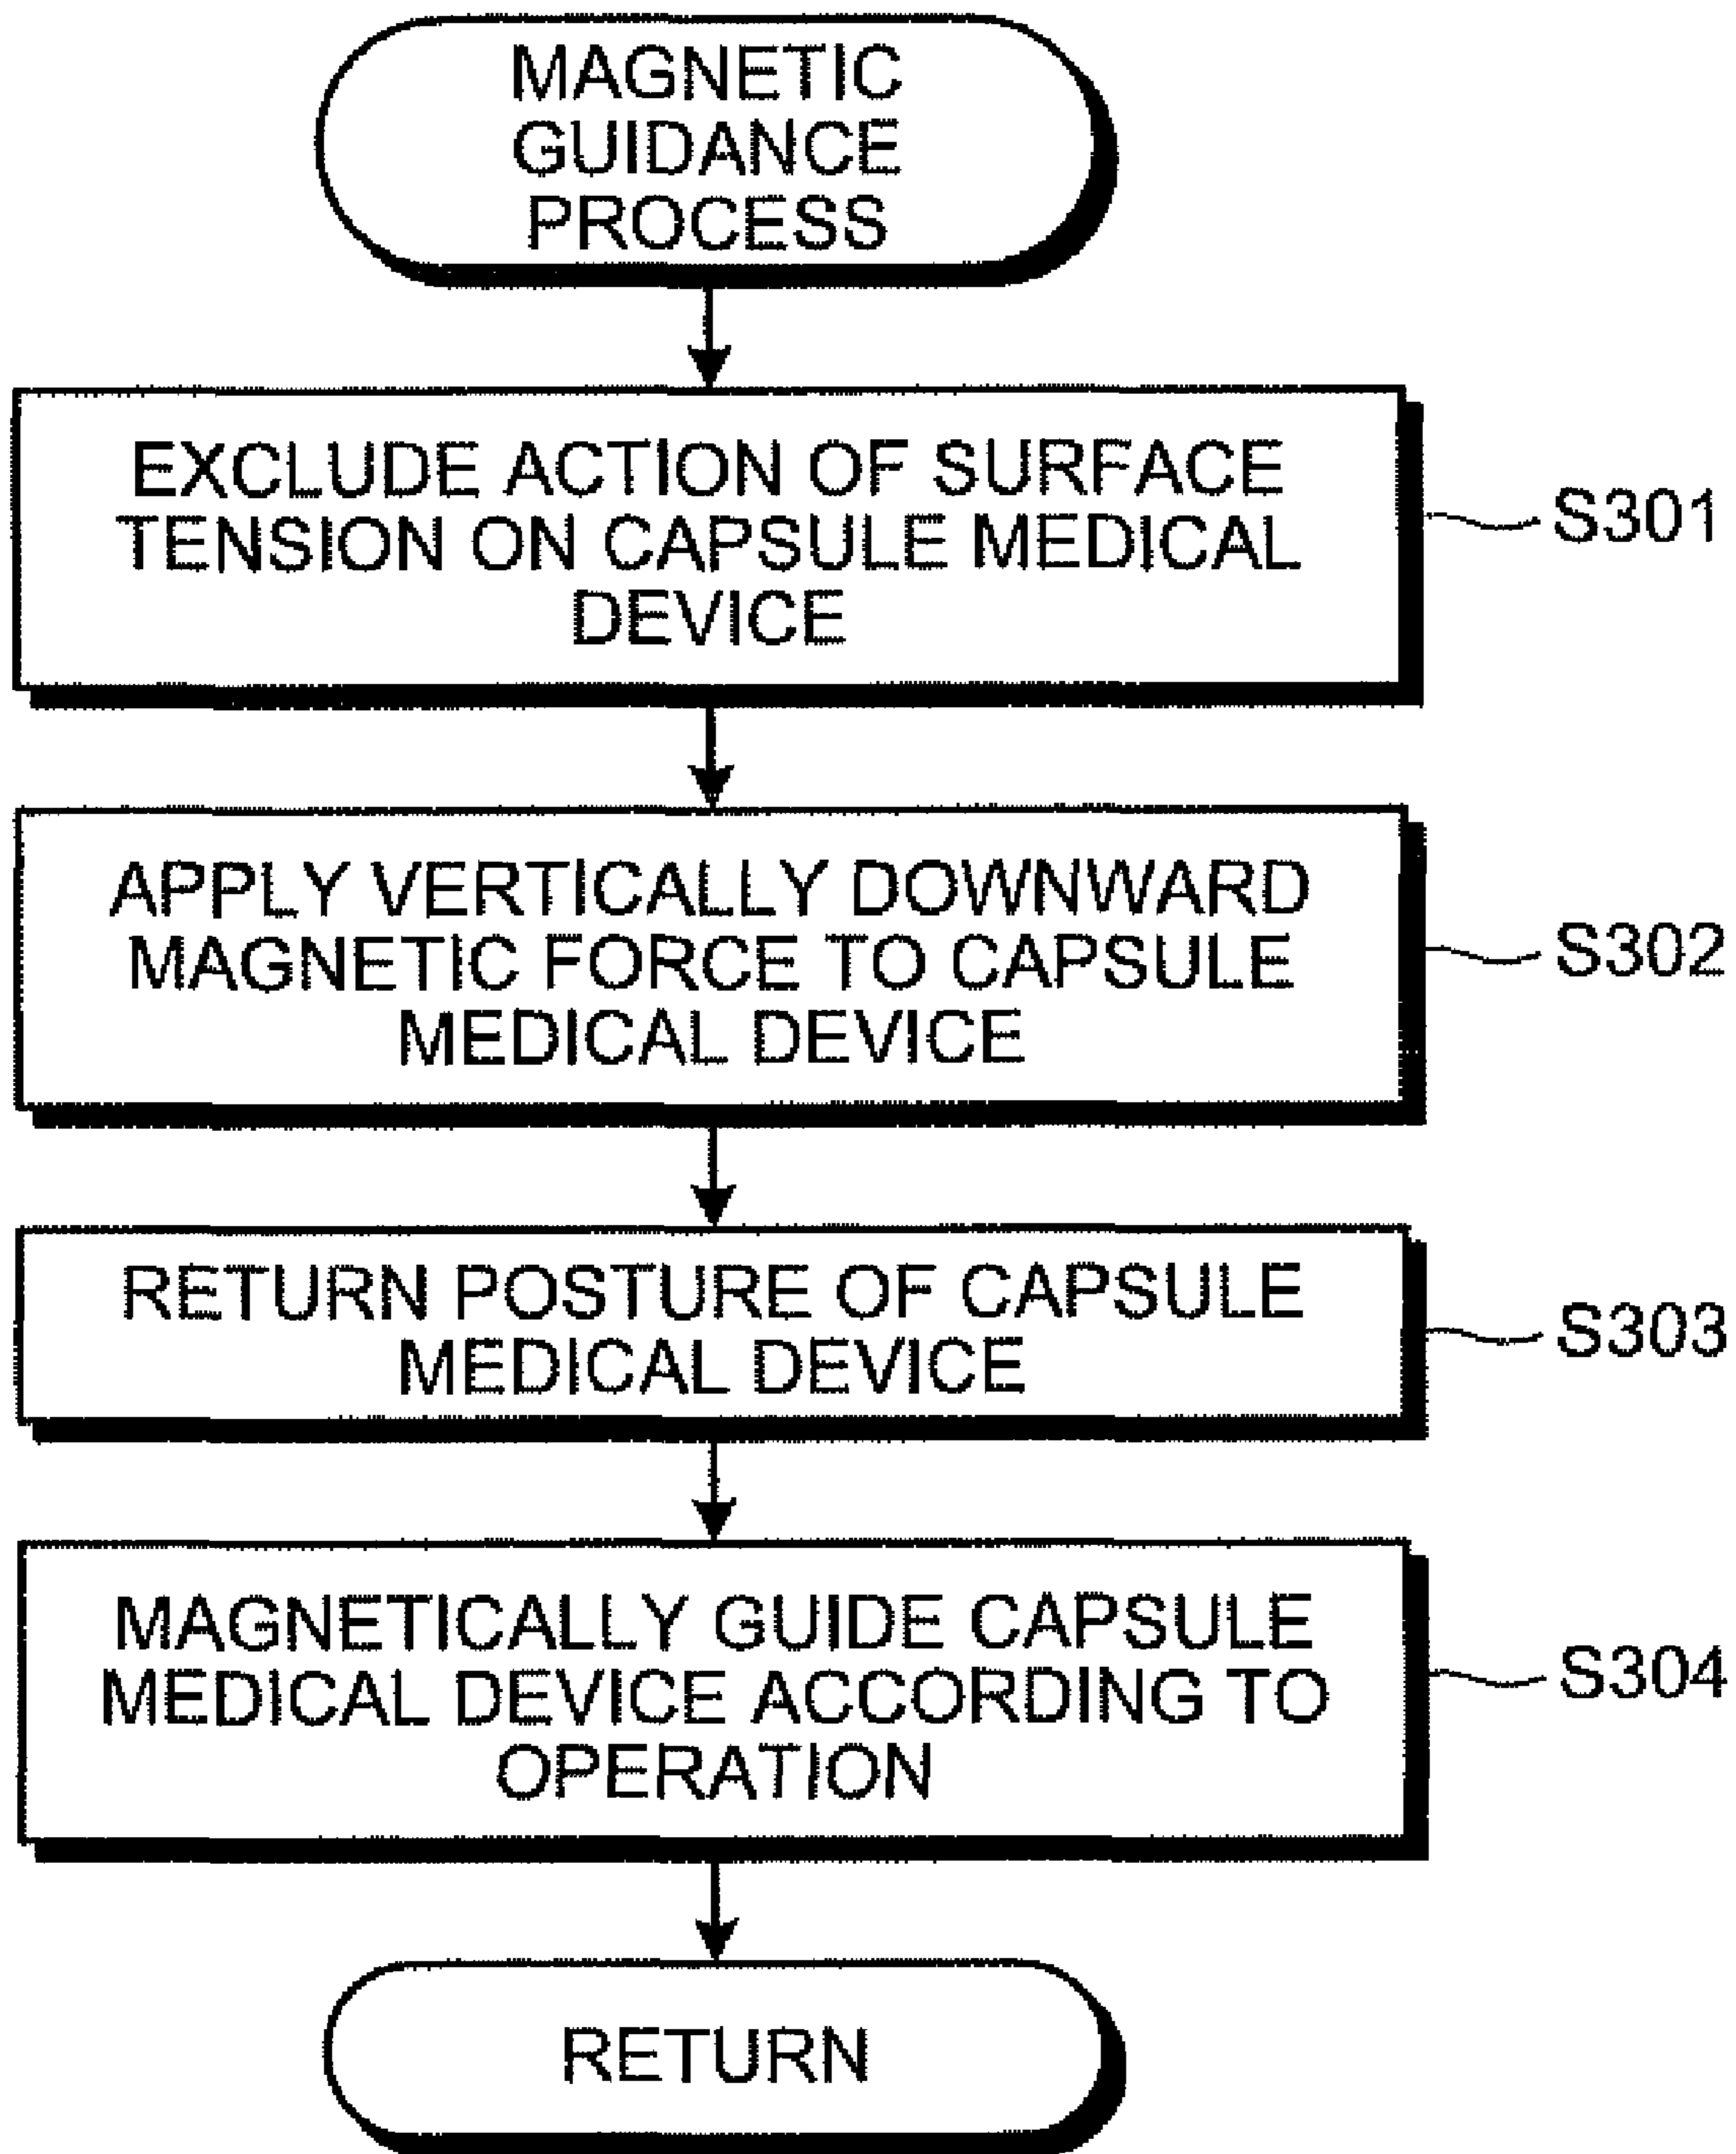 MAGNETIC
GUIDANCE
PROCESS
EXCLUDE ACTION OF SURFACE
TENSION ON CAPSULE MEDICAL
DEVICE
S301
APPLY VERTICALLY DOWNWARD
MAGNETIC FORCE TO CAPSULE
MEDICAL DEVICE
S302
RETURN POSTURE OF CAPSULE
MEDICAL DEVICE
S303
MAGNETICALLY GUIDE CAPSULE
MEDICAL DEVICE ACCORDING TO
OPERATION
S304
RETURN